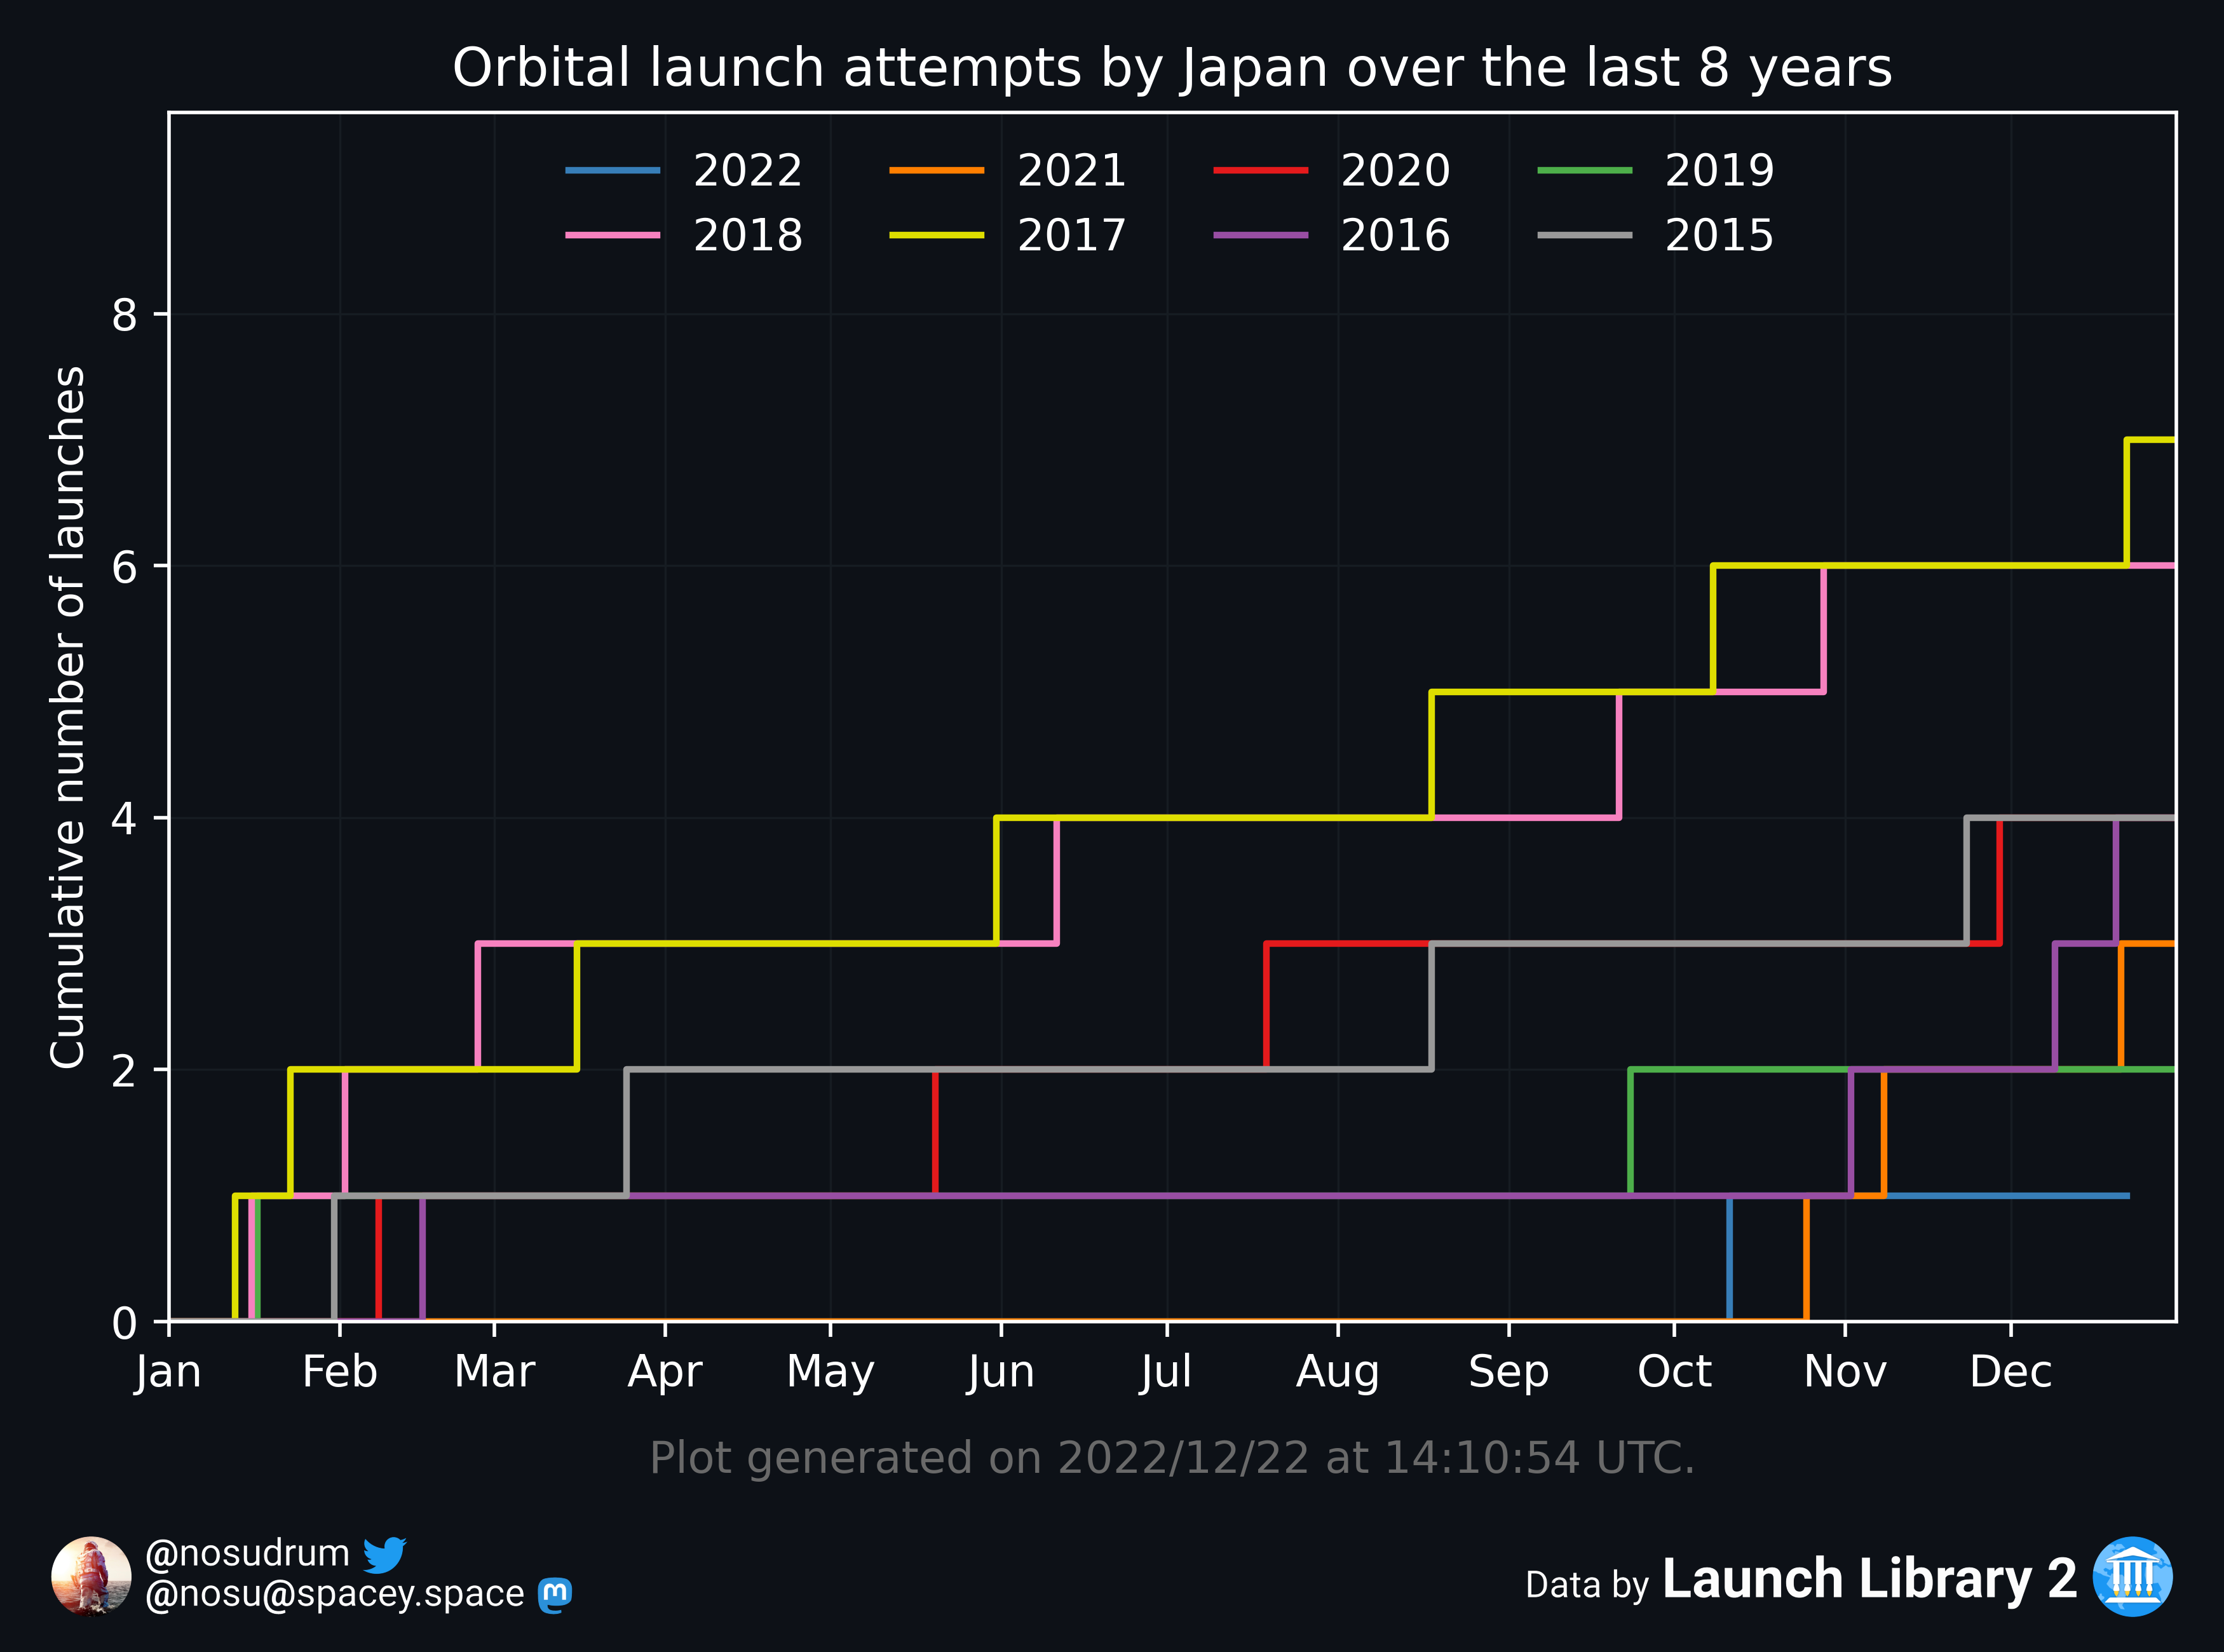 Orbital launch attempts by Japan over the last 8 years
2022 2021 2020 2019
2018 2017 2016 2015
8
6
4
2
0
Cumulative number of launches
Jan Feb Mar Apr May Jun Jul Aug Sep Oct Nov Dec
Plot generated on 2022/12/22 at 14:10:54 UTC.
@nosudrum
@nosu@spacey.space
Data by Launch Library 2